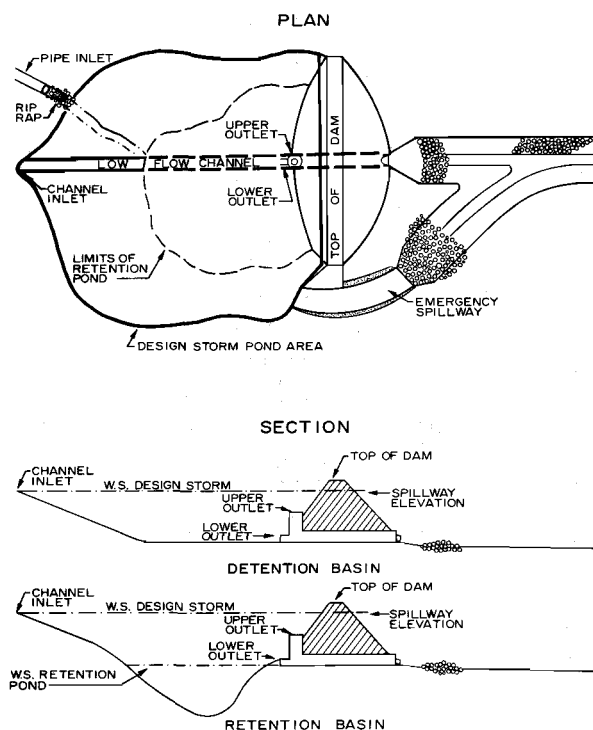 PLAN
PIPE INLET
RIP
RAP
UPPER
OUTLET
LOW FLOW CHANNEL
LOWER
OUTLET
TOP OF DAM
CHANNEL
INLET
LIMITS OF
RETENTION
POND
EMERGENCY
SPILLWAY
DESIGN STORM POND AREA
SECTION
TOP OF DAM
CHANNEL
INLET
W.S. DESIGN STORM
SPILLWAY
ELEVATION
UPPER
OUTLET
LOWER
OUTLET
DETENTION BASIN
TOP OF DAM
CHANNEL
INLET
W.S. DESIGN STORM
SPILLWAY
ELEVATION
UPPER
OUTLET
LOWER
OUTLET
W.S. RETENTION
POND
RETENTION BASIN